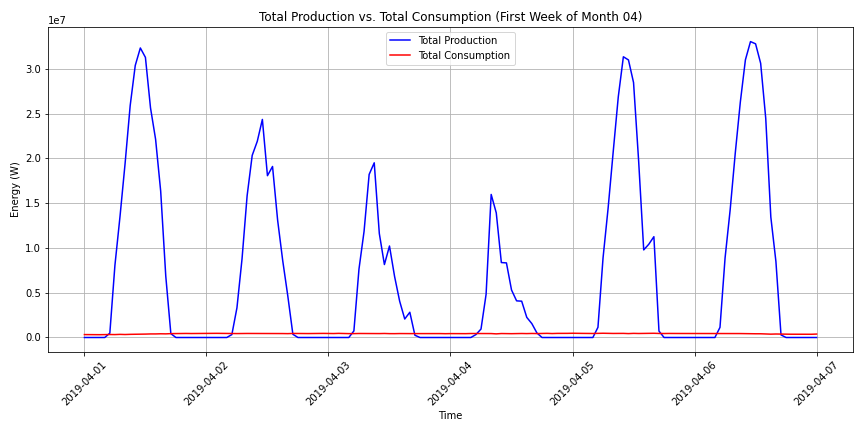 Total Production vs. Total Consumption (First Week of Month 04)
1e7
Total Production
Total Consumption
3.0
2.5
2.0
1.5
1.0
0.5
0.0
Energy (W)
2019-04-01
2019-04-02
2019-04-03
2019-04-04
2019-04-05
2019-04-06
2019-04-07
Time